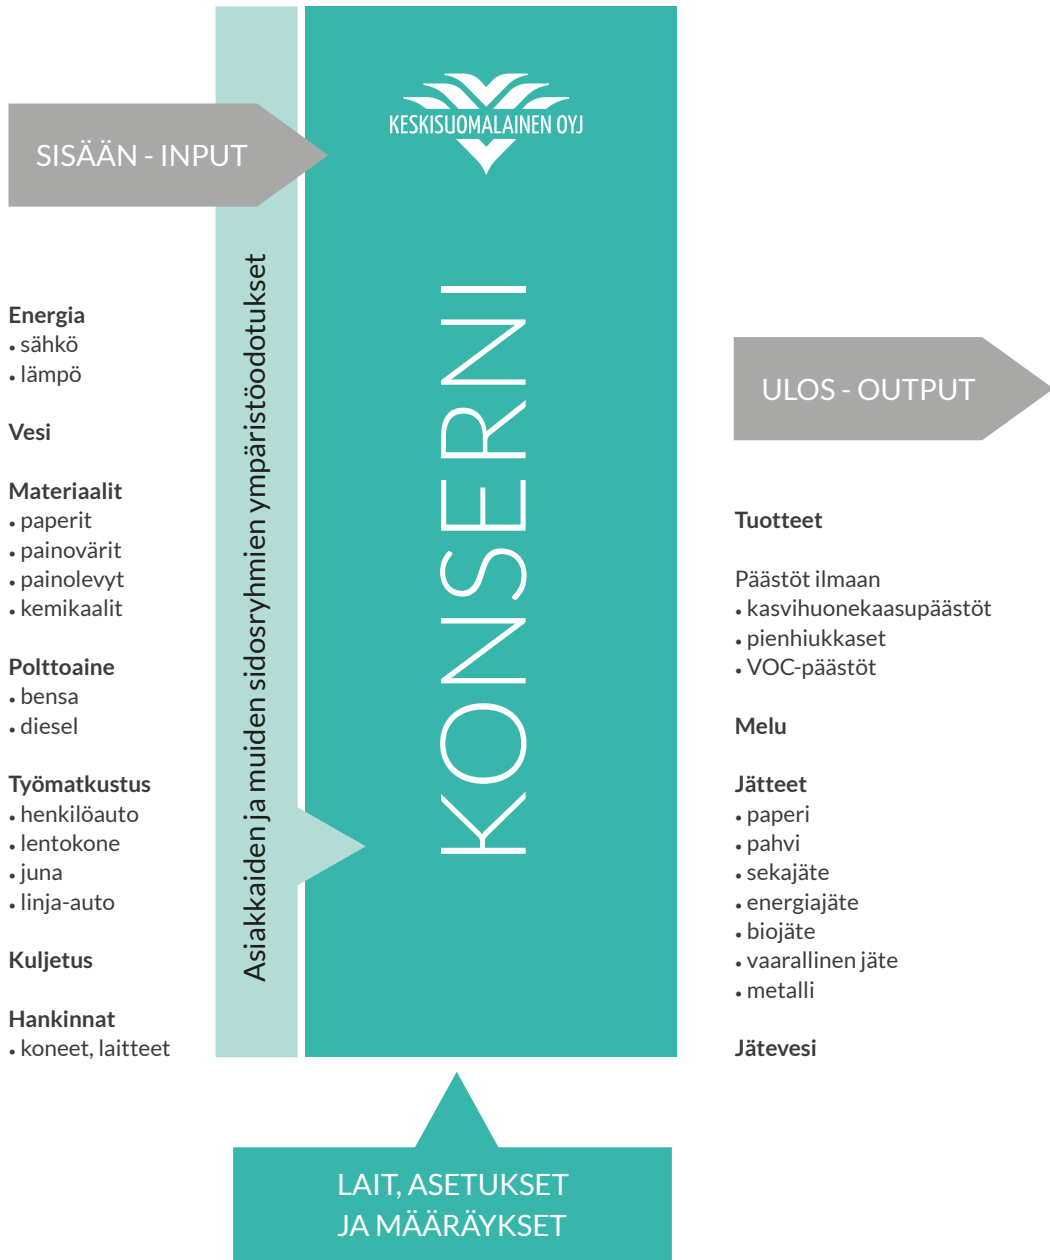 SISÄÄN - INPUT
Energia
• sähkö
• lämpö
Vesi
Materiaalit
• paperit
• painovärit
• painolevyt
• kemikaalit
Polttoaine
• bensa
• diesel
Työmatkustus
• henkilöauto
• lentokone
• juna
• linja-auto
Kuljetus
Hankinnat
• koneet, laitteet
Asiakkaiden ja muiden sidosryhmien ympäristöodotukset
KESKISUOMALAINEN OYJ
KONSERNI
LAIT, ASETUKSET
JA MÄÄRÄYKSET
ULOS - OUTPUT
Tuotteet
Päästöt ilmaan
• kasvihuonekaasupäästöt
• pienhiukkaset
• VOC-päästöt
Melu
Jätteet
• paperi
• pahvi
• sekajäte
• energiajäte
• biojäte
• vaarallinen jäte
• metalli
Jätevesi